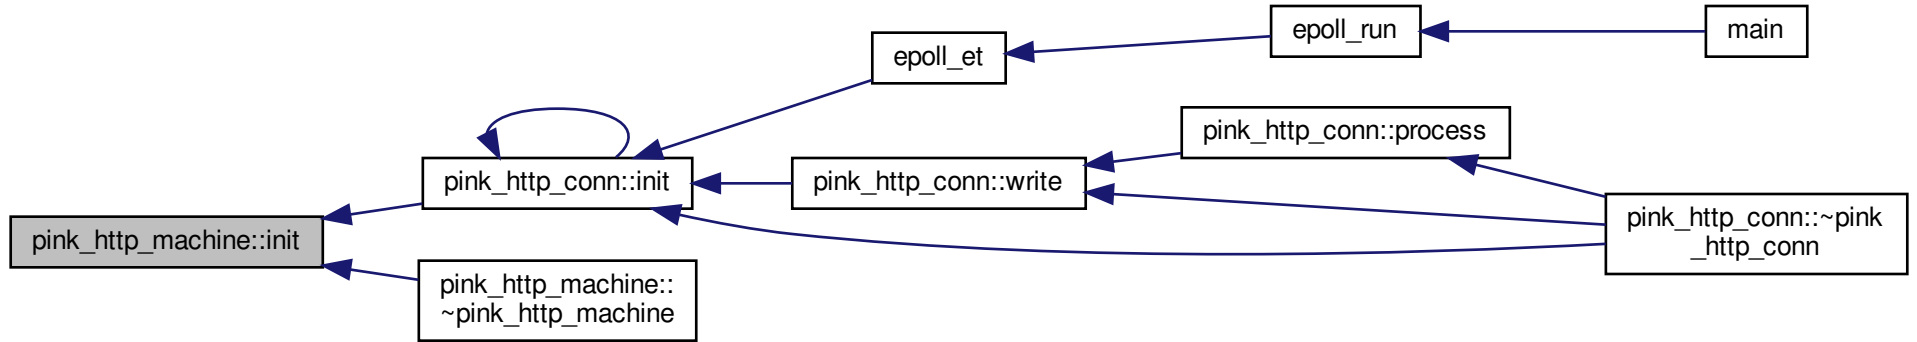 main
epoll_run
epoll_et
pink_http_conn::process
pink_http_conn::init
pink_http_conn::write
pink_http_conn::~pink
_http_conn
pink_http_machine::init
pink_http_machine::
~pink_http_machine